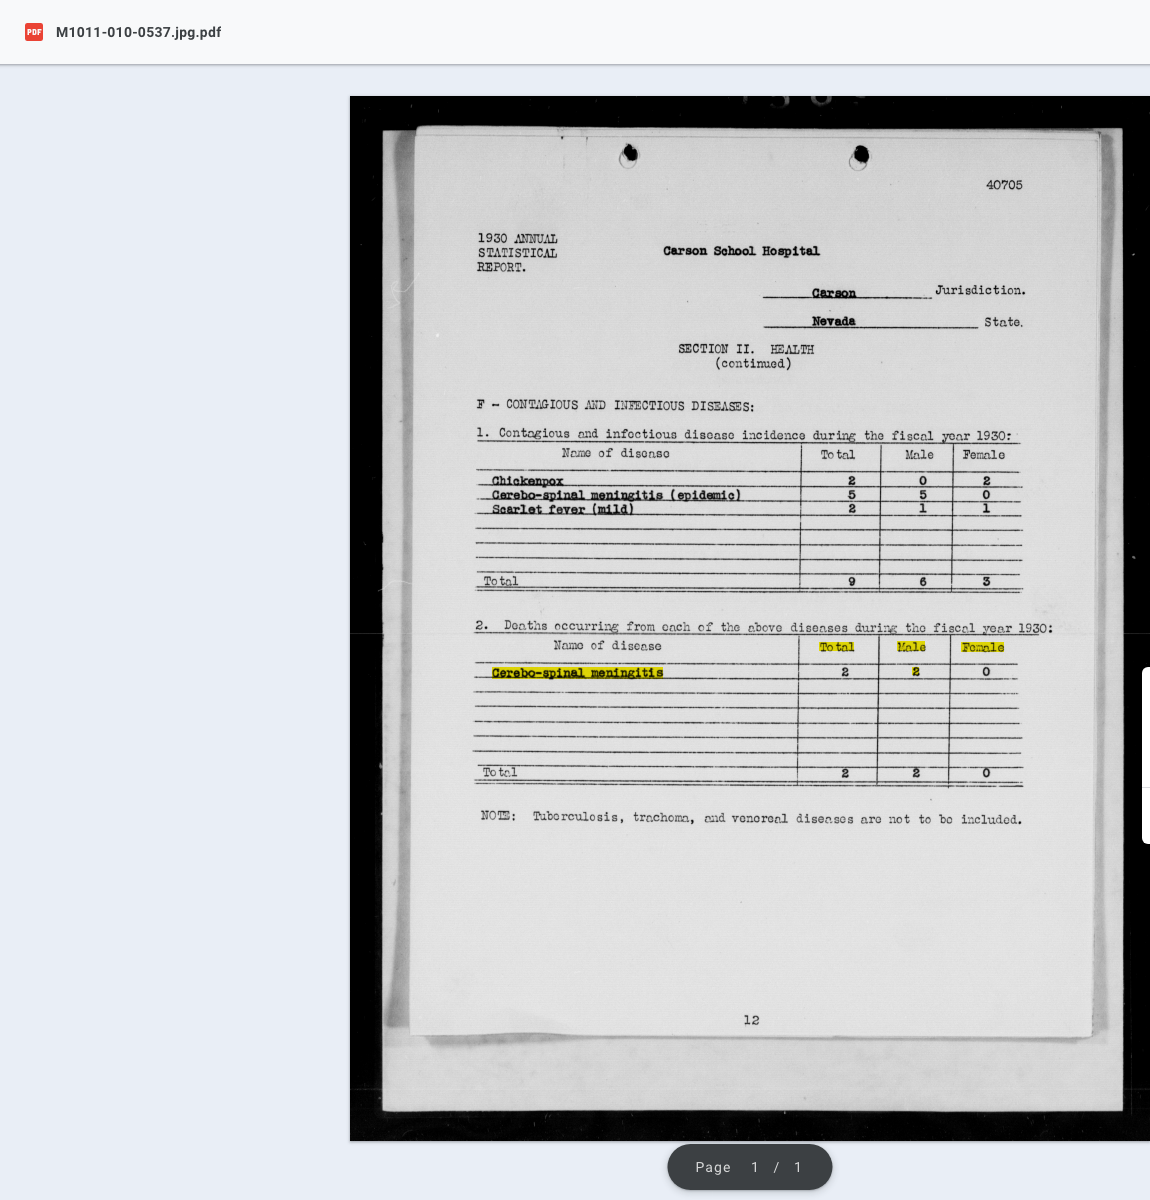 PDF M1011-010-0537.jpg.pdf
40705
1930 ANNUAL
STATISTICAL
REPORT.
Carson School Hospital
Carson Jurisdiction.
Nevada State.
SECTION II. HEALTH
(continued)
F - CONTAGIOUS AND INFECTIOUS DISEASES:
1. Contagious and infectious disease incidence during the fiscal year 1930:
Name of disease Total Male Female
Chickenpox 2 0 2
Cerebo-spinal meningitis (epidemic) 5 5 0
Scarlet fever (mild) 2 1 1
Total 9 6 3
2. Deaths occurring from each of the above diseases during the fiscal year 1930:
Name of disease Total Male Female
Cerebo-spinal meningitis 2 2 0
Total 2 2 0
NOTE: Tuberculosis, trachoma, and venereal diseases are not to be included.
12
Page 1 / 1